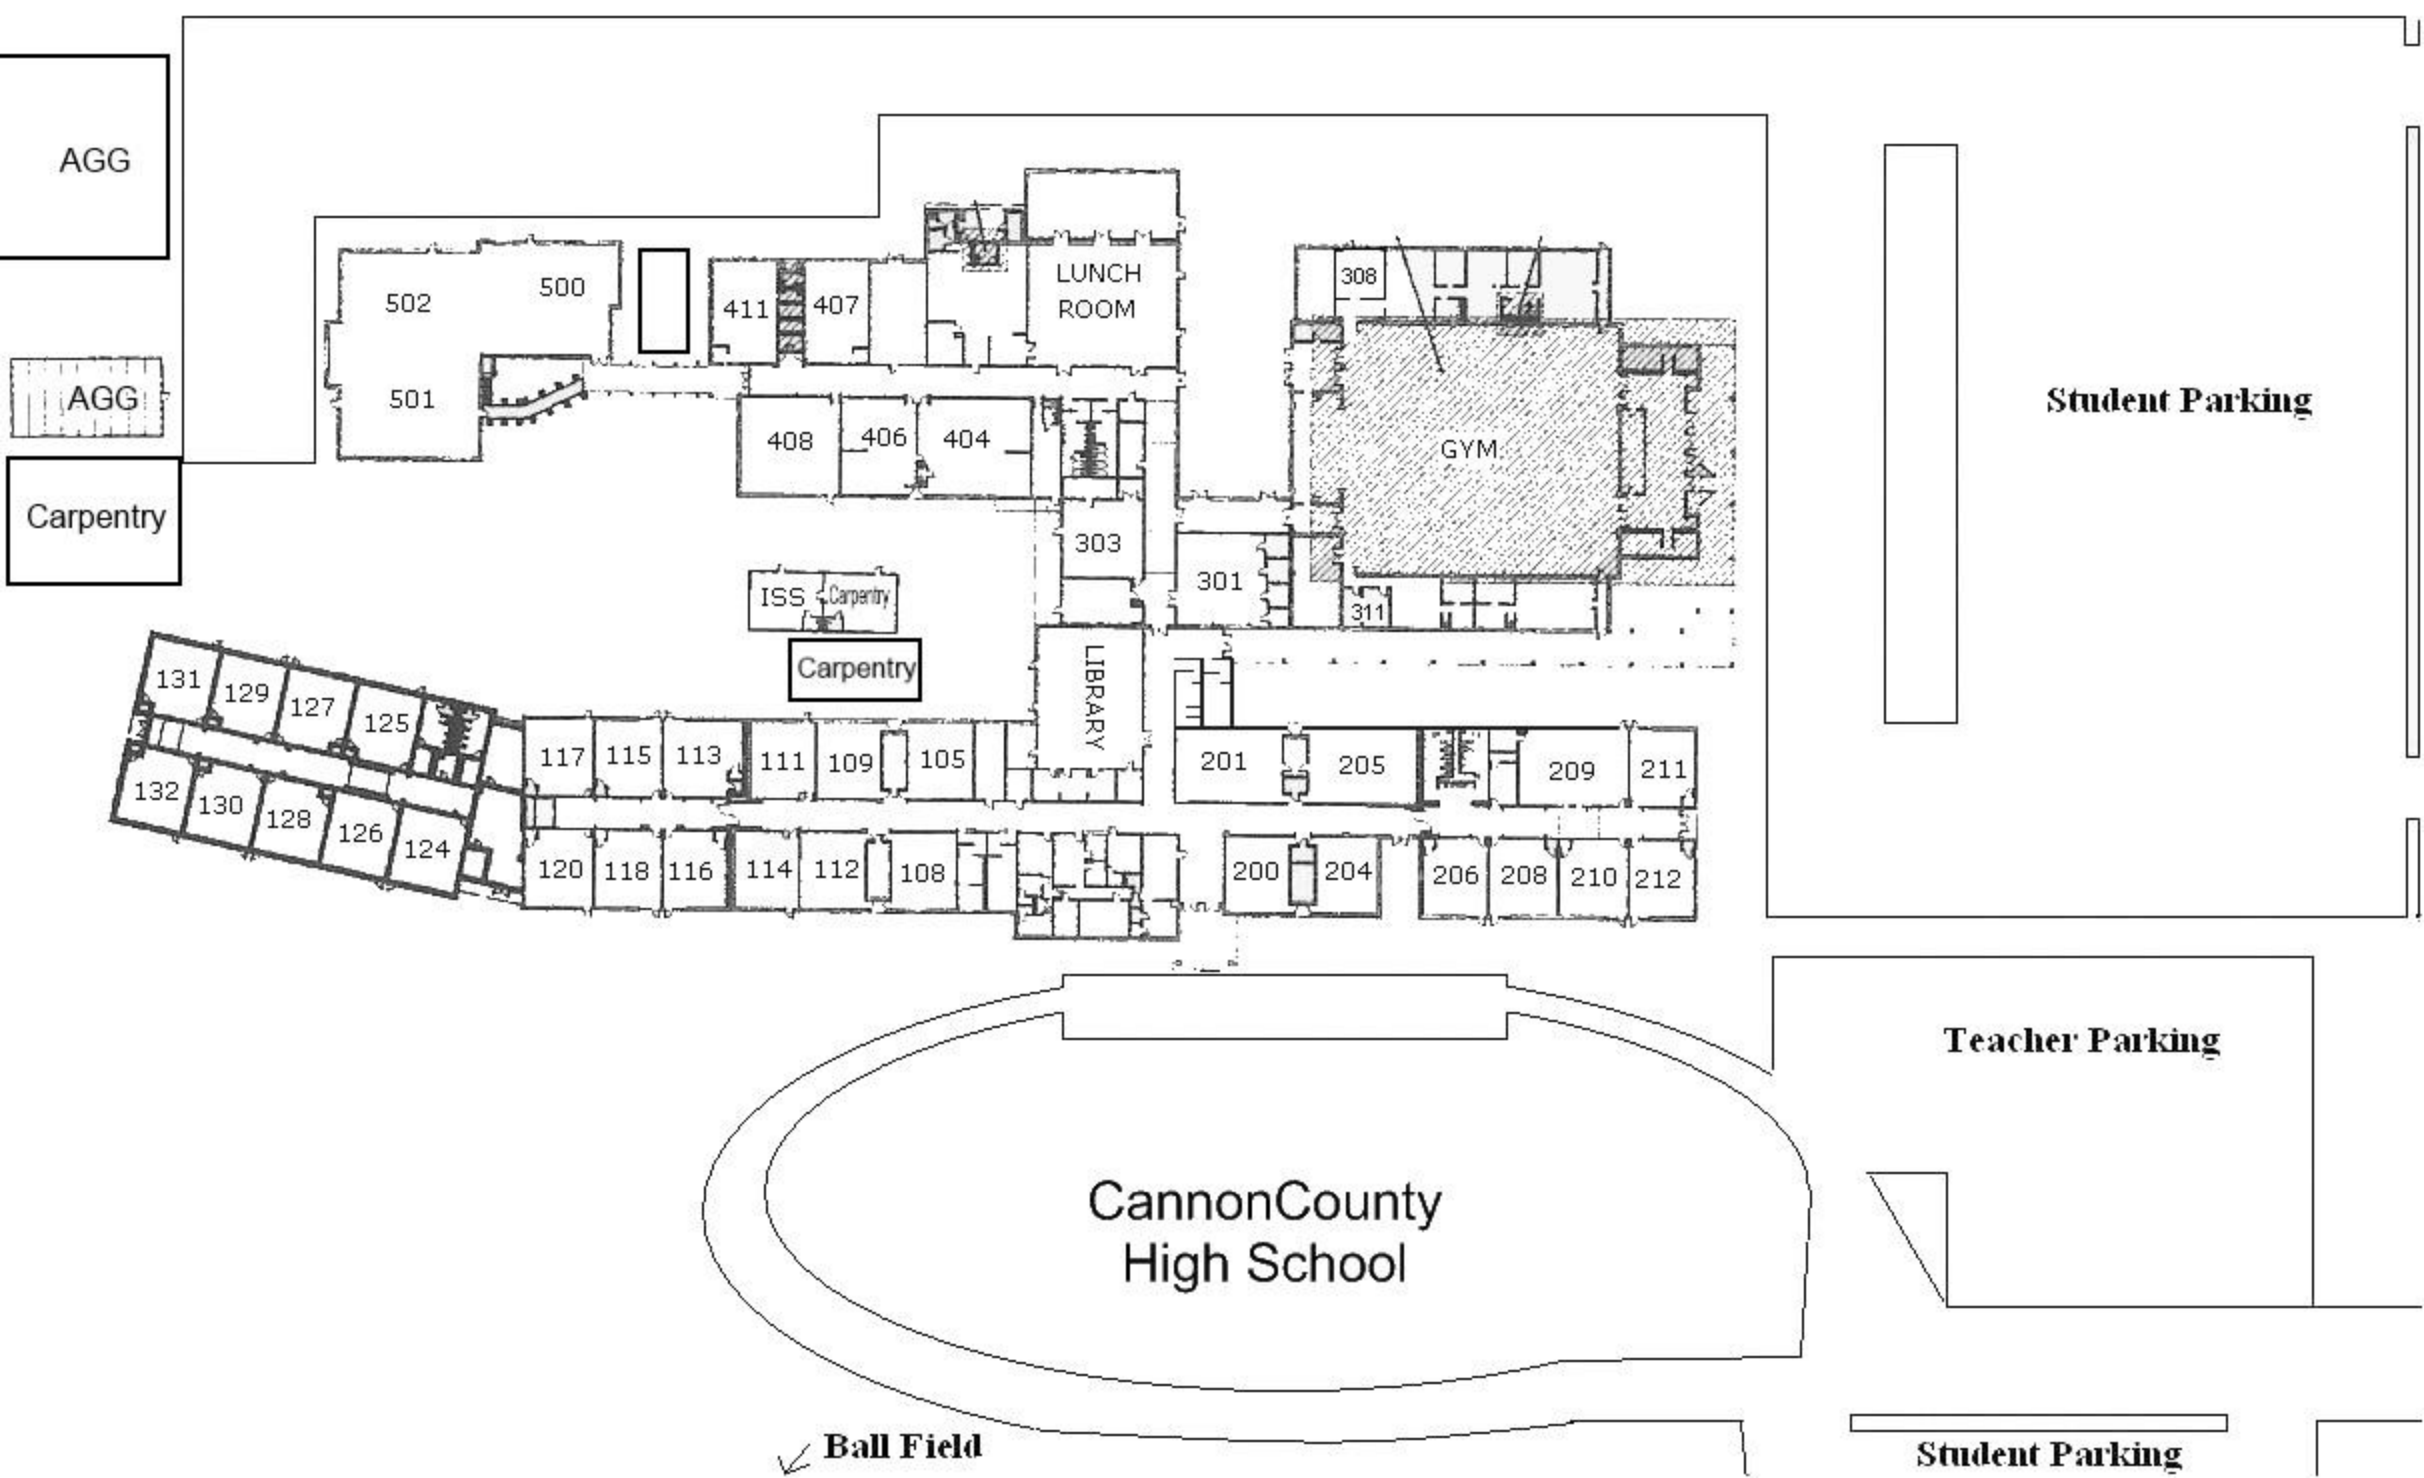 AGG
308
LUNCH
ROOM
502
500
411
407
AGG
501
Student Parking
408
406
404
GYM
Carpentry
303
301
ISS
Carpentry
311
Carpentry
LIBRARY
131
129
127
125
117
115
113
111
109
105
201
205
209
211
132
130
128
126
124
120
118
116
114
112
108
200
204
206
208
210
212
Teacher Parking
CannonCounty
High School
Ball Field
Student Parking